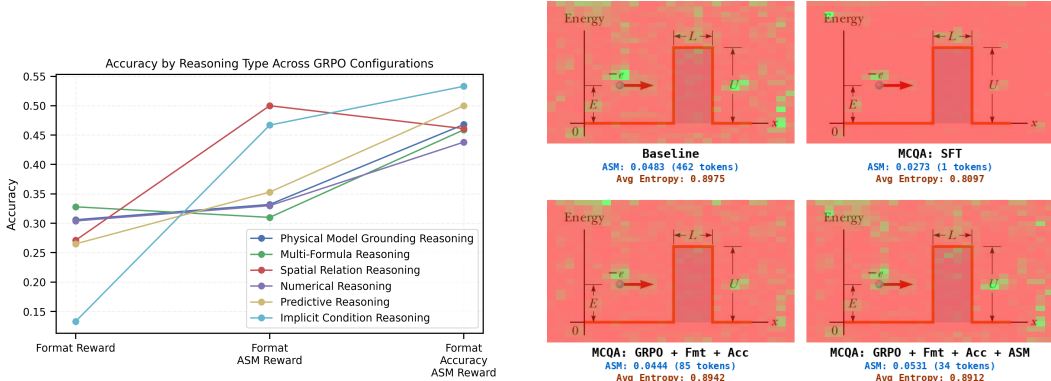 Accuracy by Reasoning Type Across GRPO Configurations
0.55
0.50
0.45
0.40
0.35
0.30
0.25
0.20
0.15
Accuracy
Physical Model Grounding Reasoning
Multi-Formula Reasoning
Spatial Relation Reasoning
Numerical Reasoning
Predictive Reasoning
Implicit Condition Reasoning
Format Reward
Format
ASM Reward
Format
Accuracy
ASM Reward
Energy
L
−e
U
E
0
x
Baseline
ASM: 0.0483 (462 tokens)
Avg Entropy: 0.8975
Energy
L
−e
U
E
0
x
MCQA: SFT
ASM: 0.0273 (1 tokens)
Avg Entropy: 0.8097
Energy
L
−e
U
E
0
x
MCQA: GRPO + Fmt + Acc
ASM: 0.0444 (85 tokens)
Avg Entropy: 0.8942
Energy
L
−e
U
E
0
x
MCQA: GRPO + Fmt + Acc + ASM
ASM: 0.0531 (34 tokens)
Avg Entropy: 0.8912